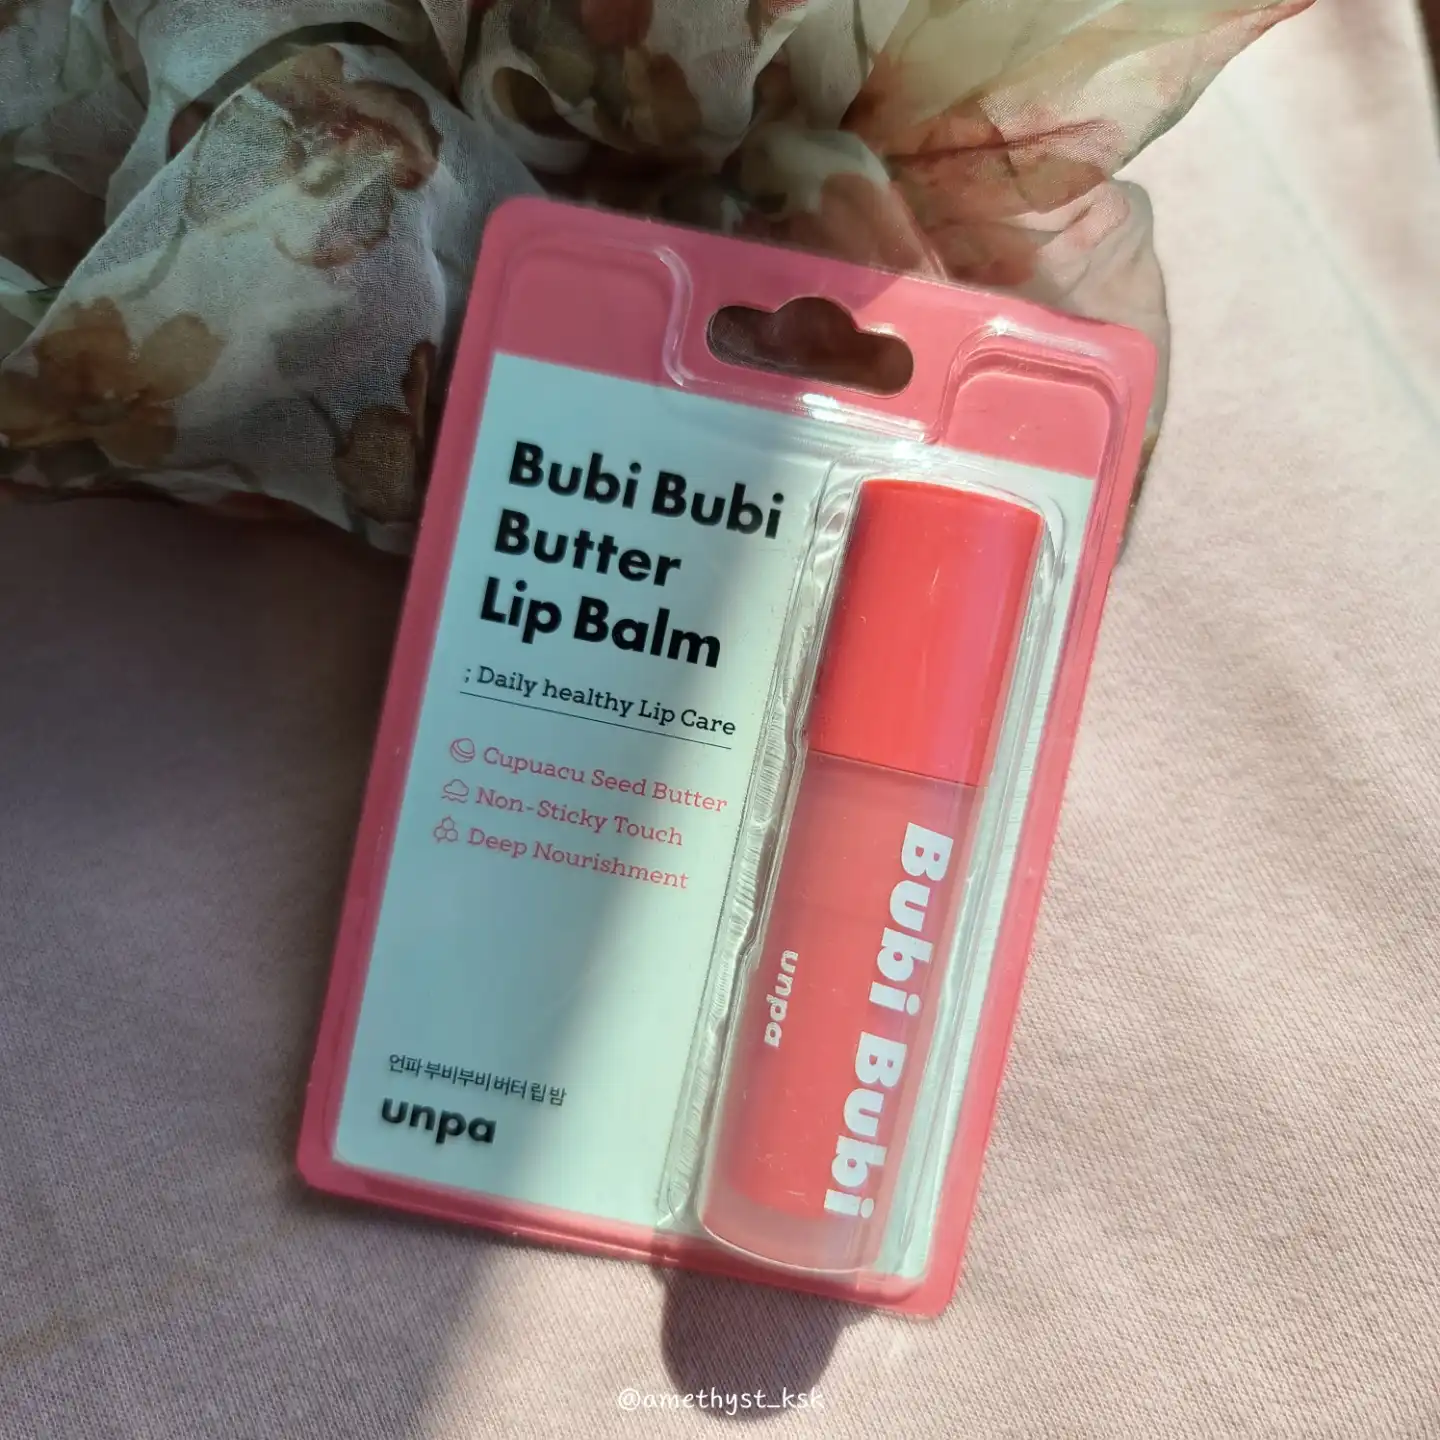 Bubi Bubi
Butter
Lip Balm
; Daily healthy Lip Care
Cupuacu Seed Butter
Non-Sticky Touch
Deep Nourishment
언파 부비부비 버터 립 밤
unpa
Bubi Bubi
unpa
@amethyst_ksk